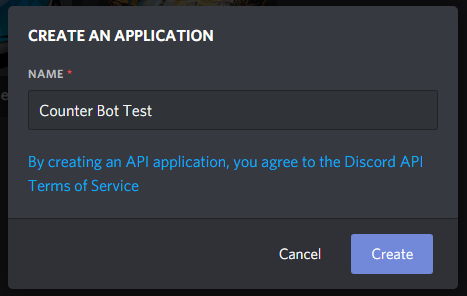 CREATE AN APPLICATION
NAME *
Counter Bot Test
By creating an API application, you agree to the Discord API
Terms of Service
Cancel
Create